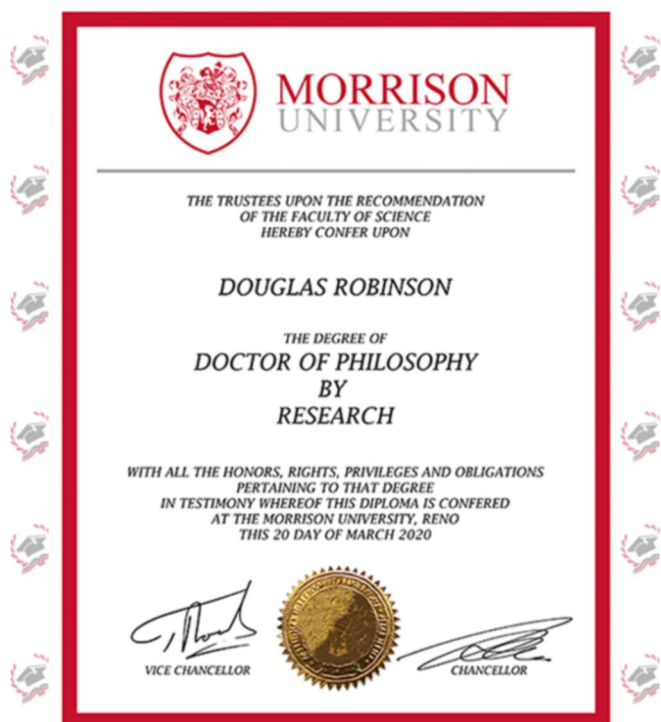 MORRISON
UNIVERSITY
THE TRUSTEES UPON THE RECOMMENDATION
OF THE FACULTY OF SCIENCE
HEREBY CONFER UPON
DOUGLAS ROBINSON
THE DEGREE OF
DOCTOR OF PHILOSOPHY
BY
RESEARCH
WITH ALL THE HONORS, RIGHTS, PRIVILEGES AND OBLIGATIONS
PERTAINING TO THAT DEGREE
IN TESTIMONY WHEREOF THIS DIPLOMA IS CONFERED
AT THE MORRISON UNIVERSITY, RENO
THIS 20 DAY OF MARCH 2020
VICE CHANCELLOR
CHANCELLOR